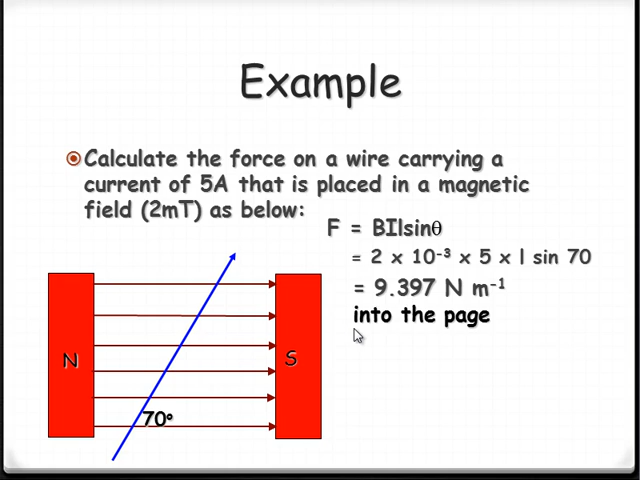 Example
Calculate the force on a wire carrying a
current of 5A that is placed in a magnetic
field (2mT) as below:
F = BIlsinθ
= 2 x 10⁻³ x 5 x l sin 70
= 9.397 N m⁻¹
into the page
N
S
70°